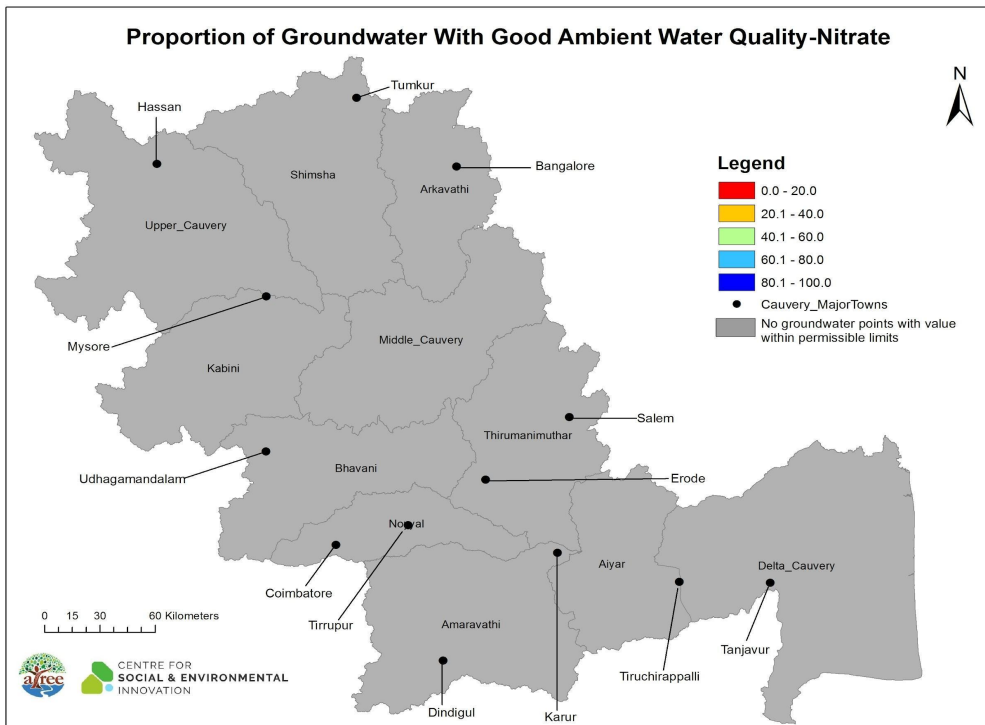 Proportion of Groundwater With Good Ambient Water Quality-Nitrate
N
Tumkur
Hassan
Bangalore
Shimsha
Arkavathi
Upper_Cauvery
Legend
0.0 - 20.0
20.1 - 40.0
40.1 - 60.0
60.1 - 80.0
80.1 - 100.0
Cauvery_MajorTowns
No groundwater points with value
within permissible limits
Mysore
Middle_Cauvery
Kabini
Salem
Thirumanimuthar
Udhagamandalam
Bhavani
Erode
Noyyal
Aiyar
Delta_Cauvery
Coimbatore
0 15 30 60 Kilometers
Tirrupur
Amaravathi
Tanjavur
Tiruchirappalli
Dindigul
Karur
atree
CENTRE FOR
SOCIAL & ENVIRONMENTAL
INNOVATION